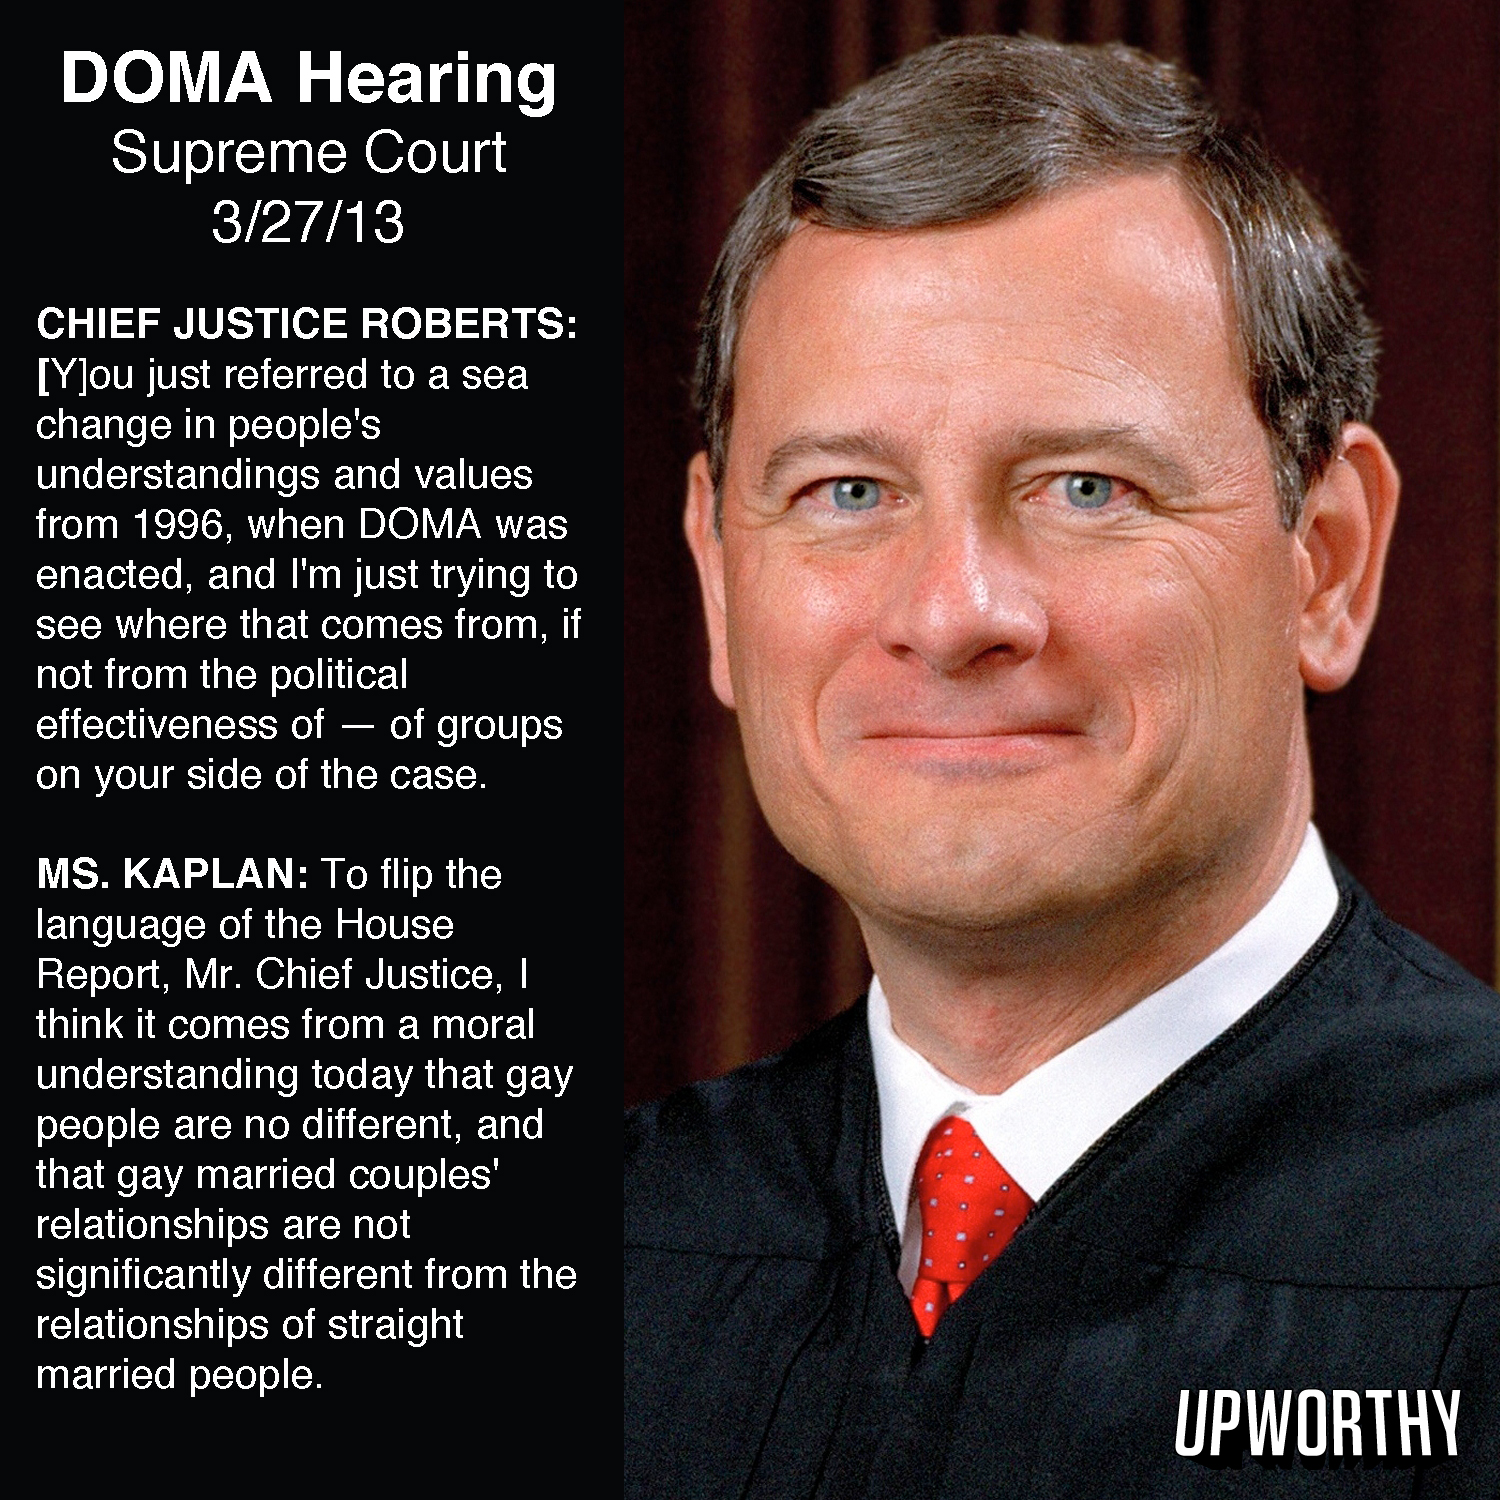 DOMA Hearing
Supreme Court
3/27/13
CHIEF JUSTICE ROBERTS:
[Y]ou just referred to a sea
change in people's
understandings and values
from 1996, when DOMA was
enacted, and I'm just trying to
see where that comes from, if
not from the political
effectiveness of — of groups
on your side of the case.
MS. KAPLAN: To flip the
language of the House
Report, Mr. Chief Justice, I
think it comes from a moral
understanding today that gay
people are no different, and
that gay married couples'
relationships are not
significantly different from the
relationships of straight
married people.
UPWORTHY